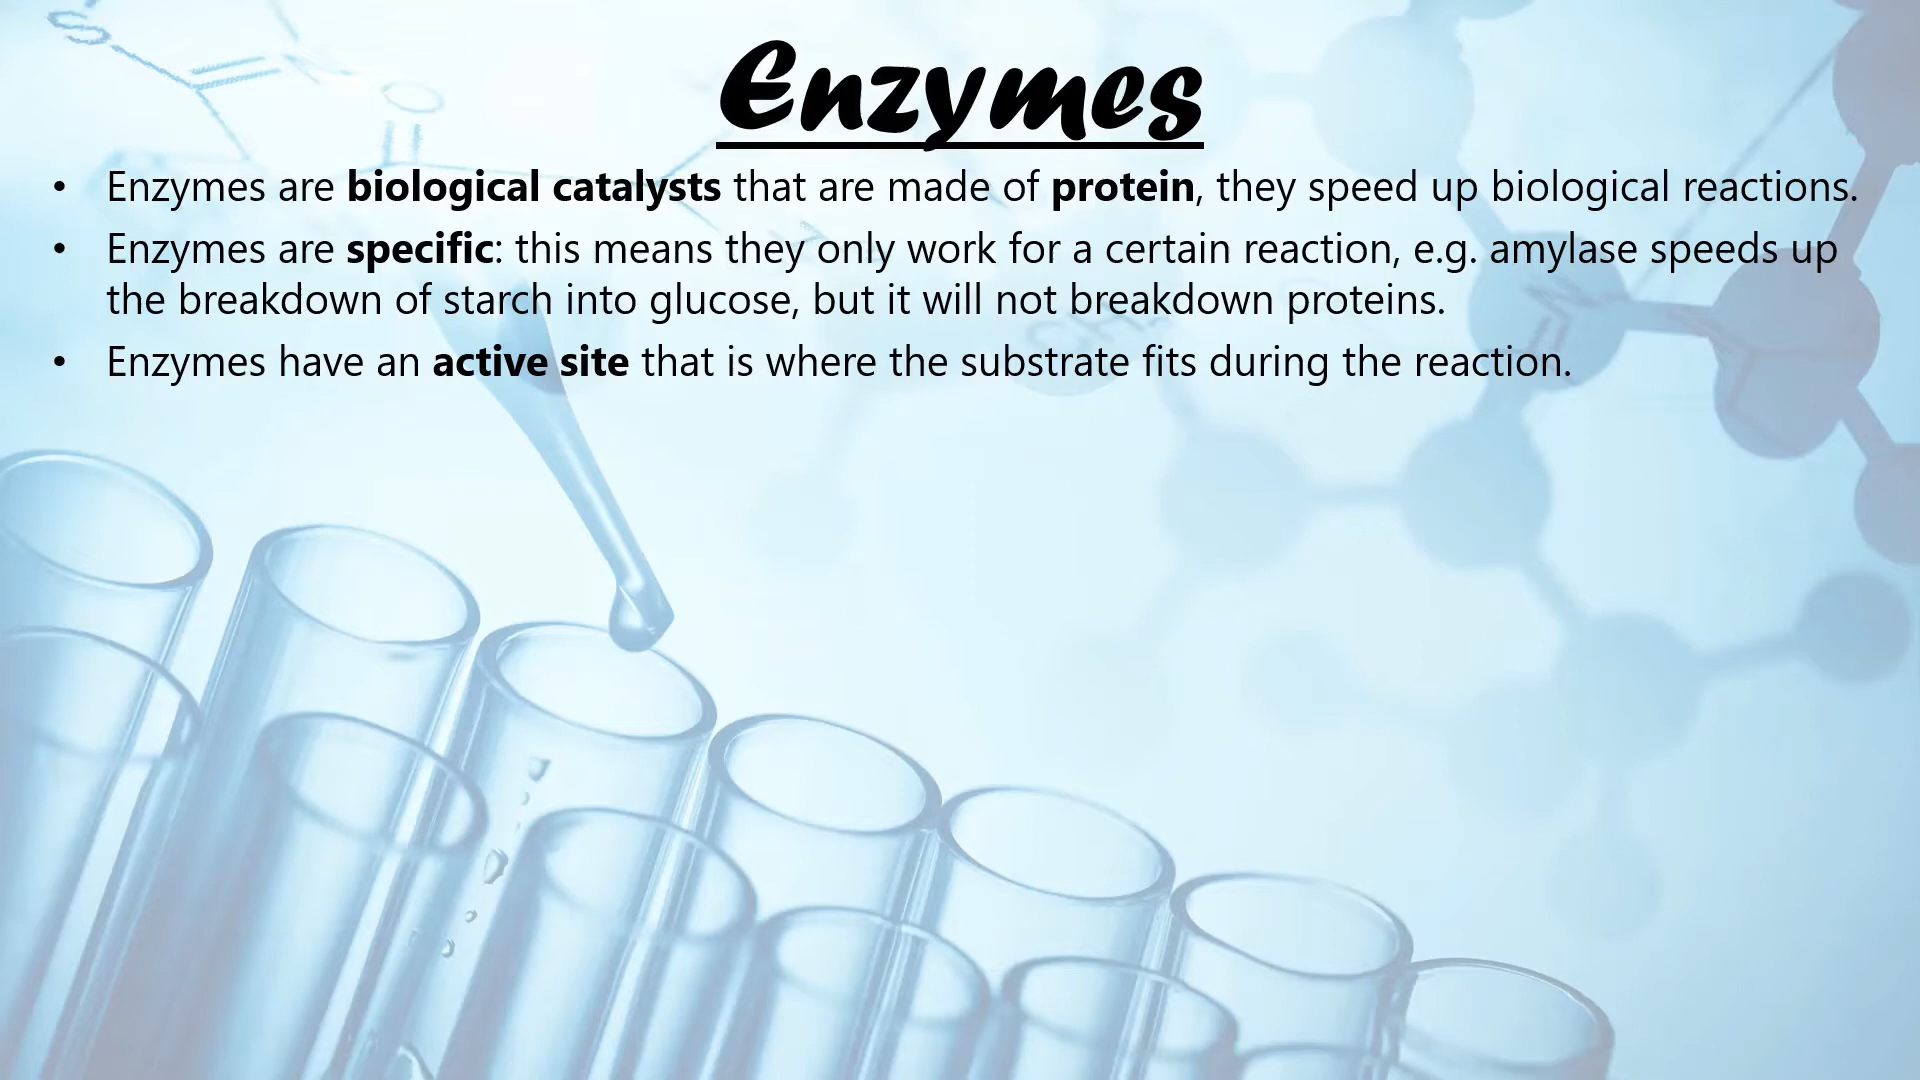 Enzymes
• Enzymes are biological catalysts that are made of protein, they speed up biological reactions.
• Enzymes are specific: this means they only work for a certain reaction, e.g. amylase speeds up
the breakdown of starch into glucose, but it will not breakdown proteins.
• Enzymes have an active site that is where the substrate fits during the reaction.